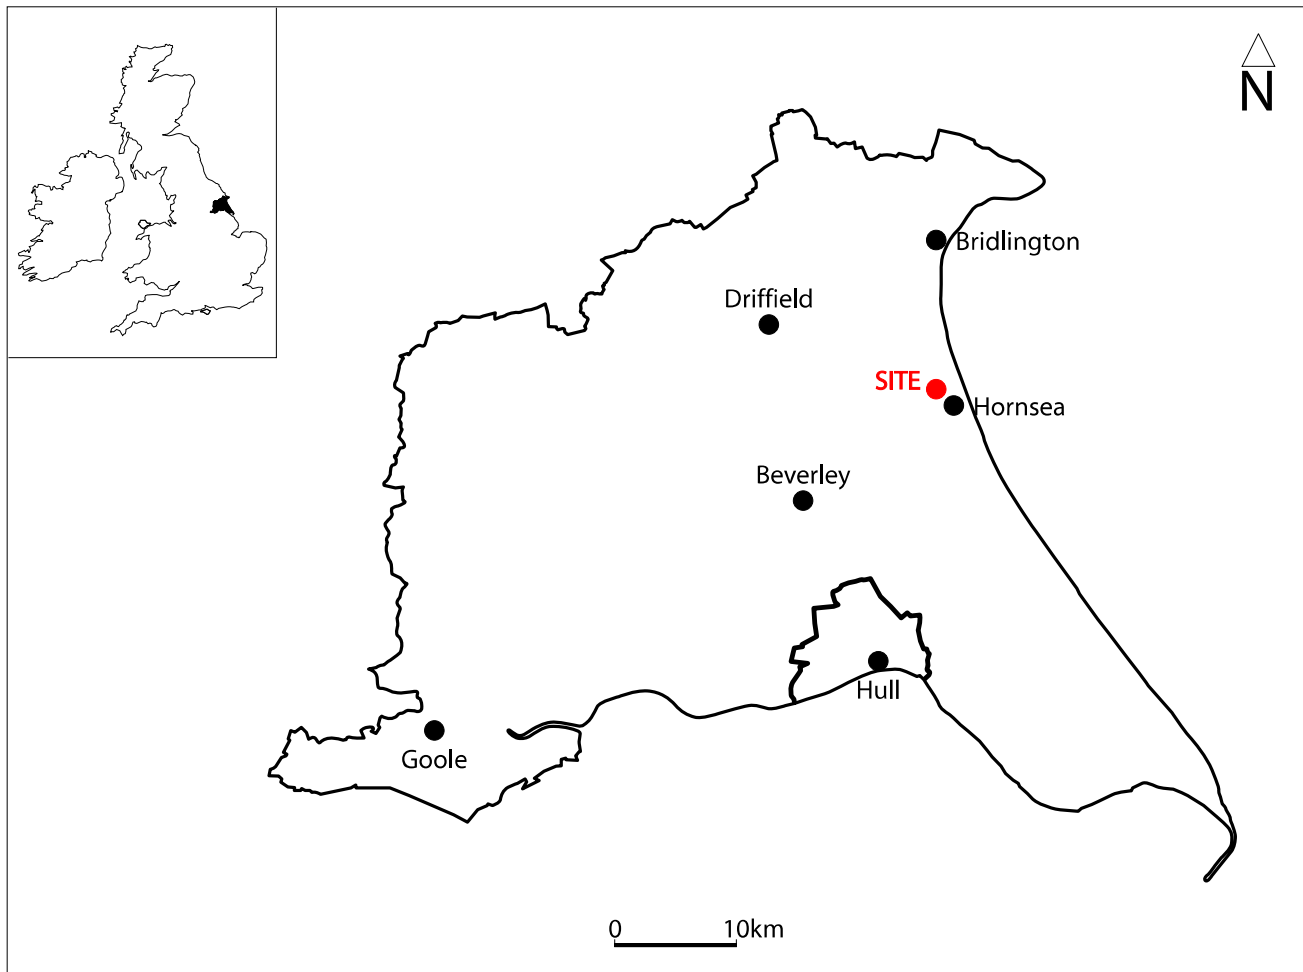 N
Bridlington
Driffield
SITE
Hornsea
Beverley
Hull
Goole
0 10km